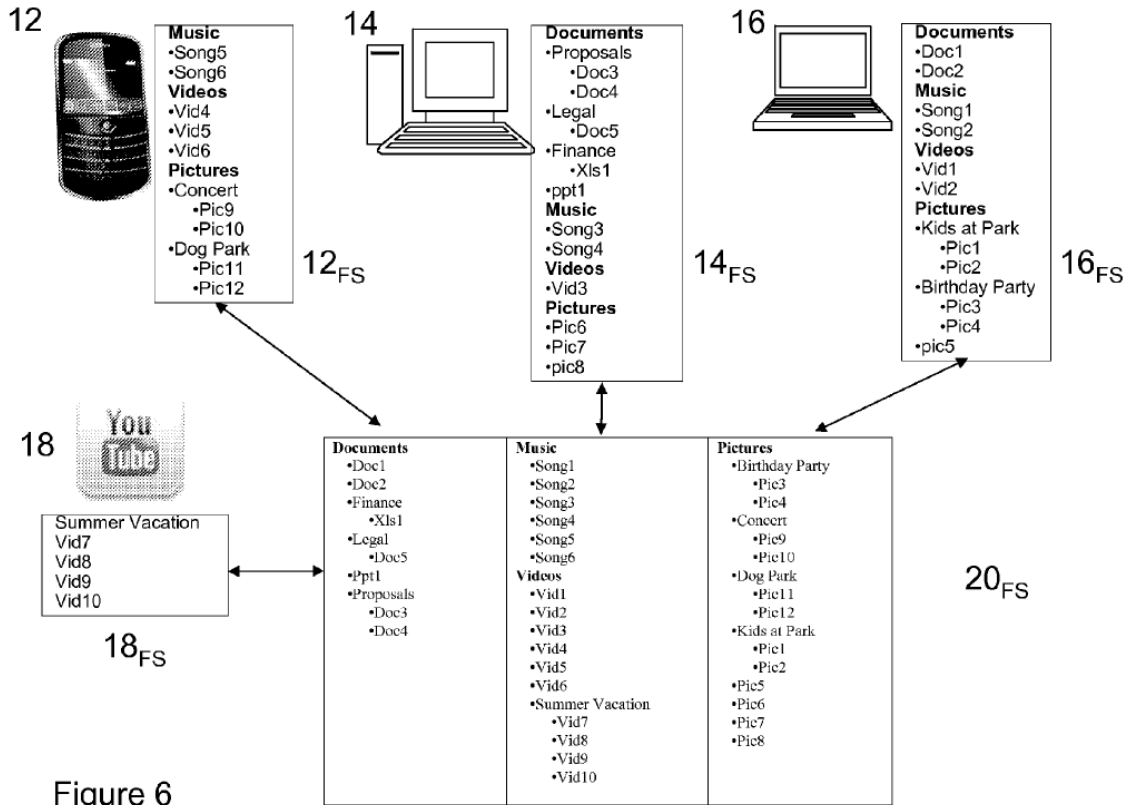 12
Music
•Song5
•Song6
Videos
•Vid4
•Vid5
•Vid6
Pictures
•Concert
•Pic9
•Pic10
•Dog Park
•Pic11
•Pic12
12FS
14
Documents
•Proposals
•Doc3
•Doc4
•Legal
•Doc5
•Finance
•Xls1
•ppt1
Music
•Song3
•Song4
Videos
•Vid3
Pictures
•Pic6
•Pic7
•pic8
14FS
16
Documents
•Doc1
•Doc2
Music
•Song1
•Song2
Videos
•Vid1
•Vid2
Pictures
•Kids at Park
•Pic1
•Pic2
•Birthday Party
•Pic3
•Pic4
•pic5
16FS
18
You
Tube
Summer Vacation
Vid7
Vid8
Vid9
Vid10
18FS
Documents
•Doc1
•Doc2
•Finance
•Xls1
•Legal
•Doc5
•Ppt1
•Proposals
•Doc3
•Doc4
Music
•Song1
•Song2
•Song3
•Song4
•Song5
•Song6
Videos
•Vid1
•Vid2
•Vid3
•Vid4
•Vid5
•Vid6
•Summer Vacation
•Vid7
•Vid8
•Vid9
•Vid10
Pictures
•Birthday Party
•Pic3
•Pic4
•Concert
•Pic9
•Pic10
•Dog Park
•Pic11
•Pic12
•Kids at Park
•Pic1
•Pic2
•Pic5
•Pic6
•Pic7
•Pic8
20FS
Figure 6